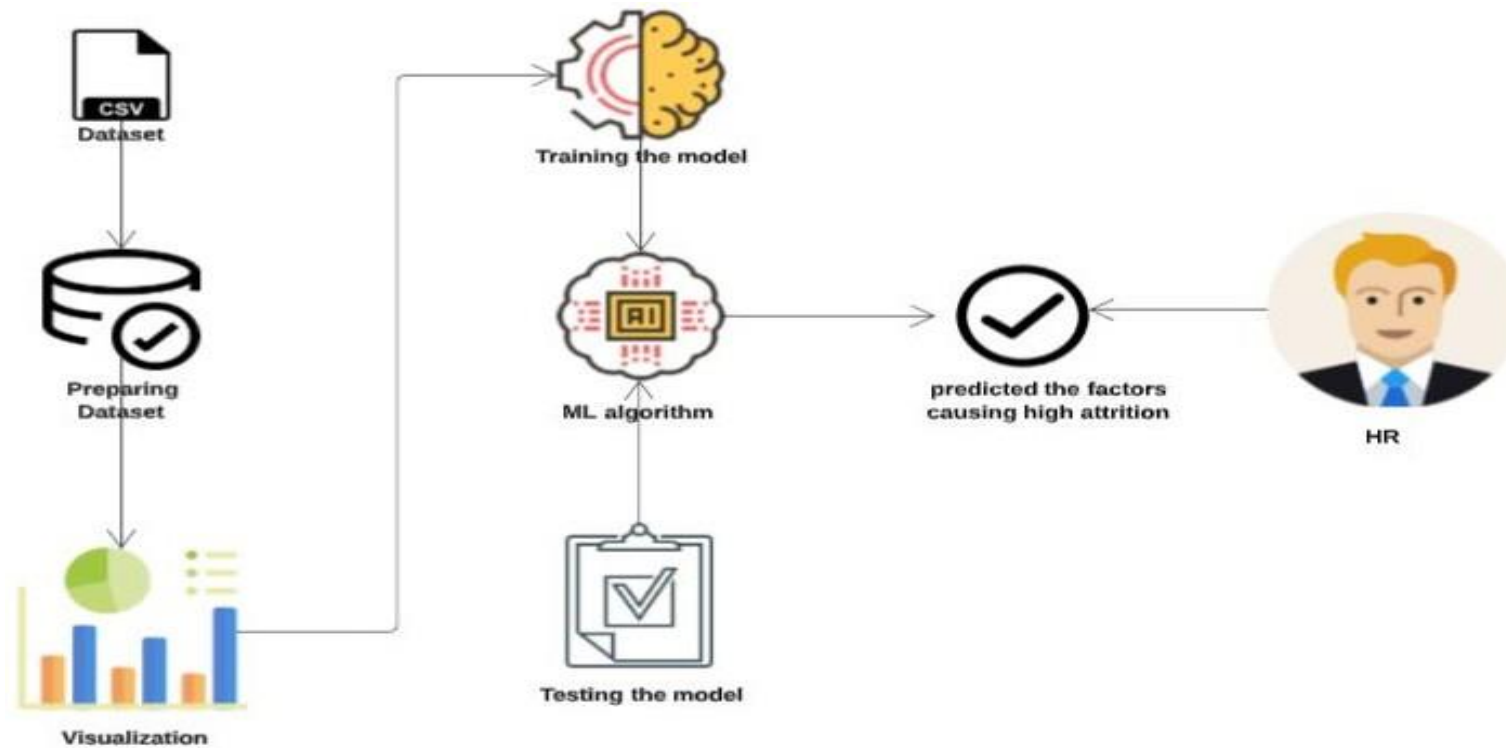 CSV
Dataset
Preparing
Dataset
Visualization
Training the model
AI
ML algorithm
Testing the model
predicted the factors
causing high attrition
HR